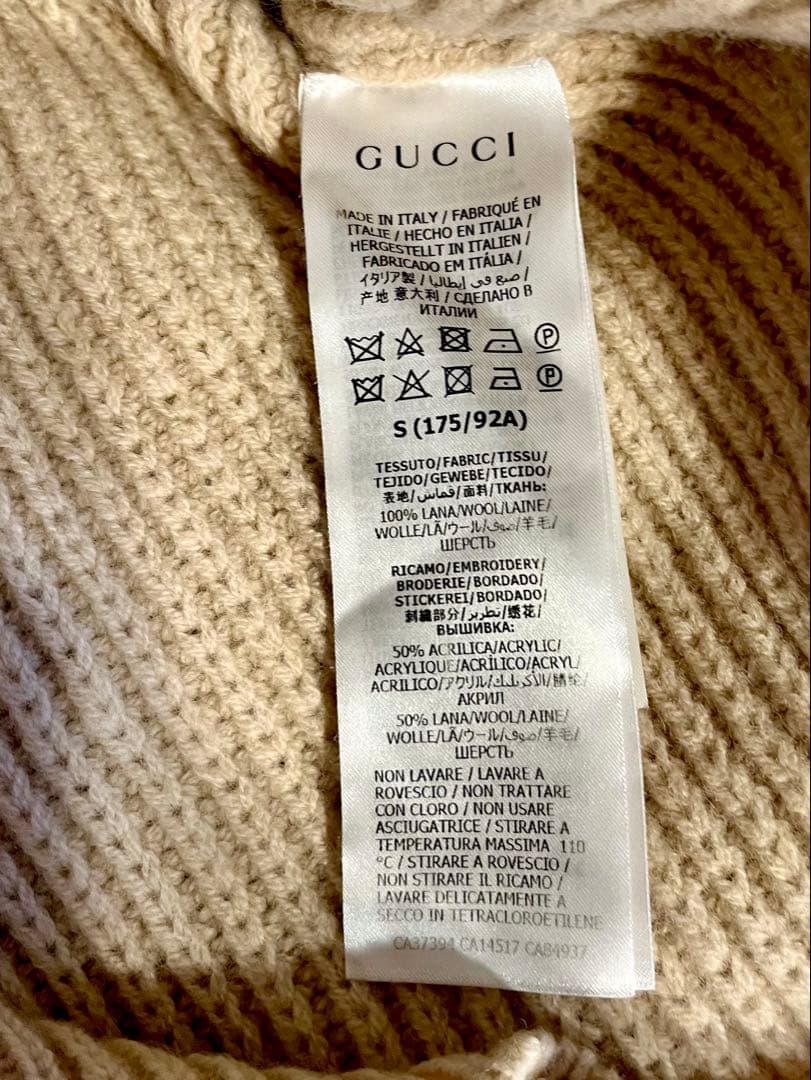 GUCCI
MADE IN ITALY / FABRIQUÉ EN
ITALIE / HECHO EN ITALIA /
HERGESTELLT IN ITALIEN /
FABRICADO EM ITÁLIA /
イタリア製 / صنع في إيطاليا /
产地 意大利 / СДЕЛАНО В
ИТАЛИИ
P
P
S (175/92A)
TESSUTO/FABRIC/TISSU/
TEJIDO/GEWEBE/TECIDO/
表地/قماش/面料/ТКАНЬ:
100% LANA/WOOL/LAINE/
WOLLE/LÃ/ウール/صوف/羊毛/
ШЕРСТЬ
RICAMO/EMBROIDERY/
BRODERIE/BORDADO/
STICKEREI/BORDADO/
刺繍部分/تطريز/绣花/
ВЫШИВКА:
50% ACRILICA/ACRYLIC/
ACRYLIQUE/ACRÍLICO/ACRYL/
ACRILICO/アクリル/الأكريليك/腈纶/
АКРИЛ
50% LANA/WOOL/LAINE/
WOLLE/LÃ/ウール/صوف/羊毛/
ШЕРСТЬ
NON LAVARE / LAVARE A
ROVESCIO / NON TRATTARE
CON CLORO / NON USARE
ASCIUGATRICE / STIRARE A
TEMPERATURA MASSIMA 110
°C / STIRARE A ROVESCIO /
NON STIRARE IL RICAMO /
LAVARE DELICATAMENTE A
SECCO IN TETRACLOROETILENE
CA37394 CA14517 CA84937